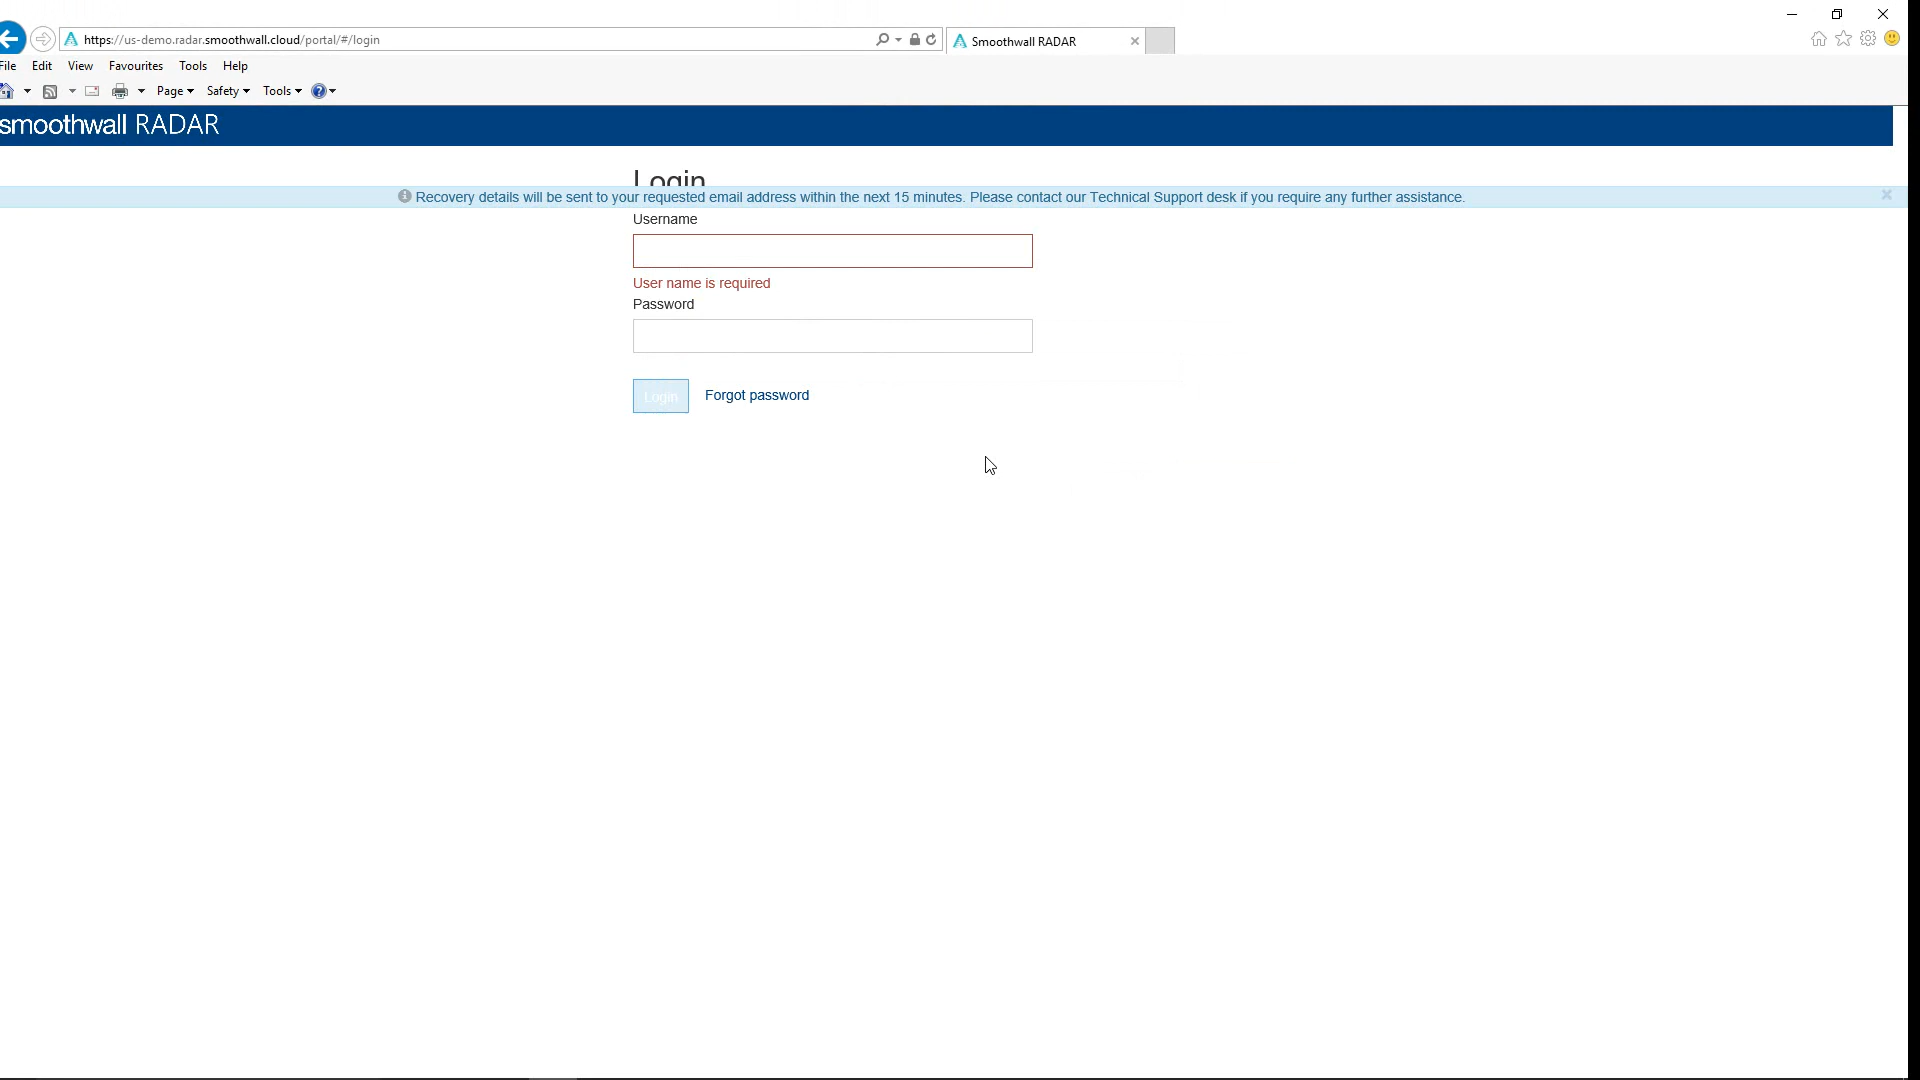 https://us-demo.radar.smoothwall.cloud/portal/#/login
Smoothwall RADAR
File Edit View Favourites Tools Help
Page Safety Tools
smoothwall RADAR
Login
Recovery details will be sent to your requested email address within the next 15 minutes. Please contact our Technical Support desk if you require any further assistance.
Username
User name is required
Password
Login Forgot password